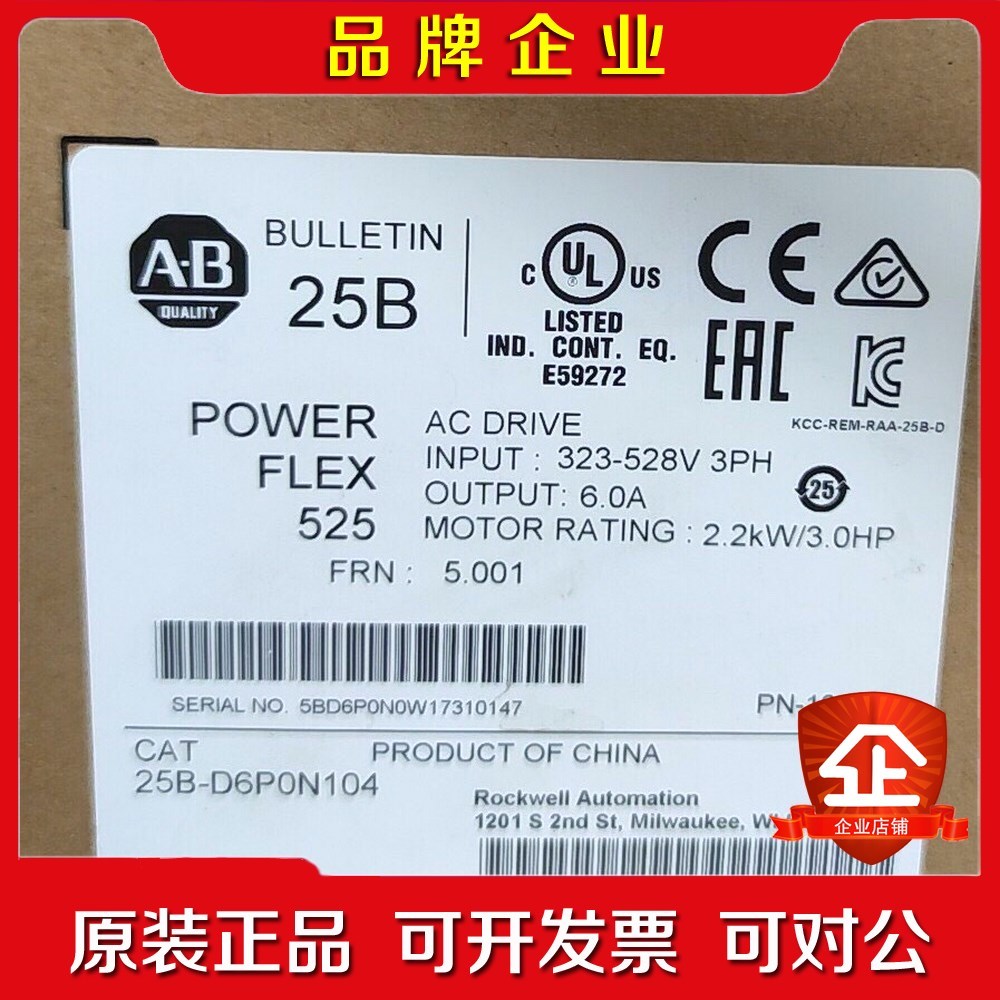 品牌企业
A-B
QUALITY
BULLETIN
25B
C UL US
®
LISTED
IND. CONT. EQ.
E59272
CE
EAC
KC
KCC-REM-RAA-25B-D
POWER
FLEX
525
AC DRIVE
INPUT : 323-528V 3PH
OUTPUT: 6.0A
MOTOR RATING : 2.2kW/3.0HP
25
FRN : 5.001
SERIAL NO. 5BD6P0N0W17310147
CAT
25B-D6P0N104
PRODUCT OF CHINA
Rockwell Automation
1201 S 2nd St, Milwaukee,
企
企业店铺
原装正品 可开发票 可对公